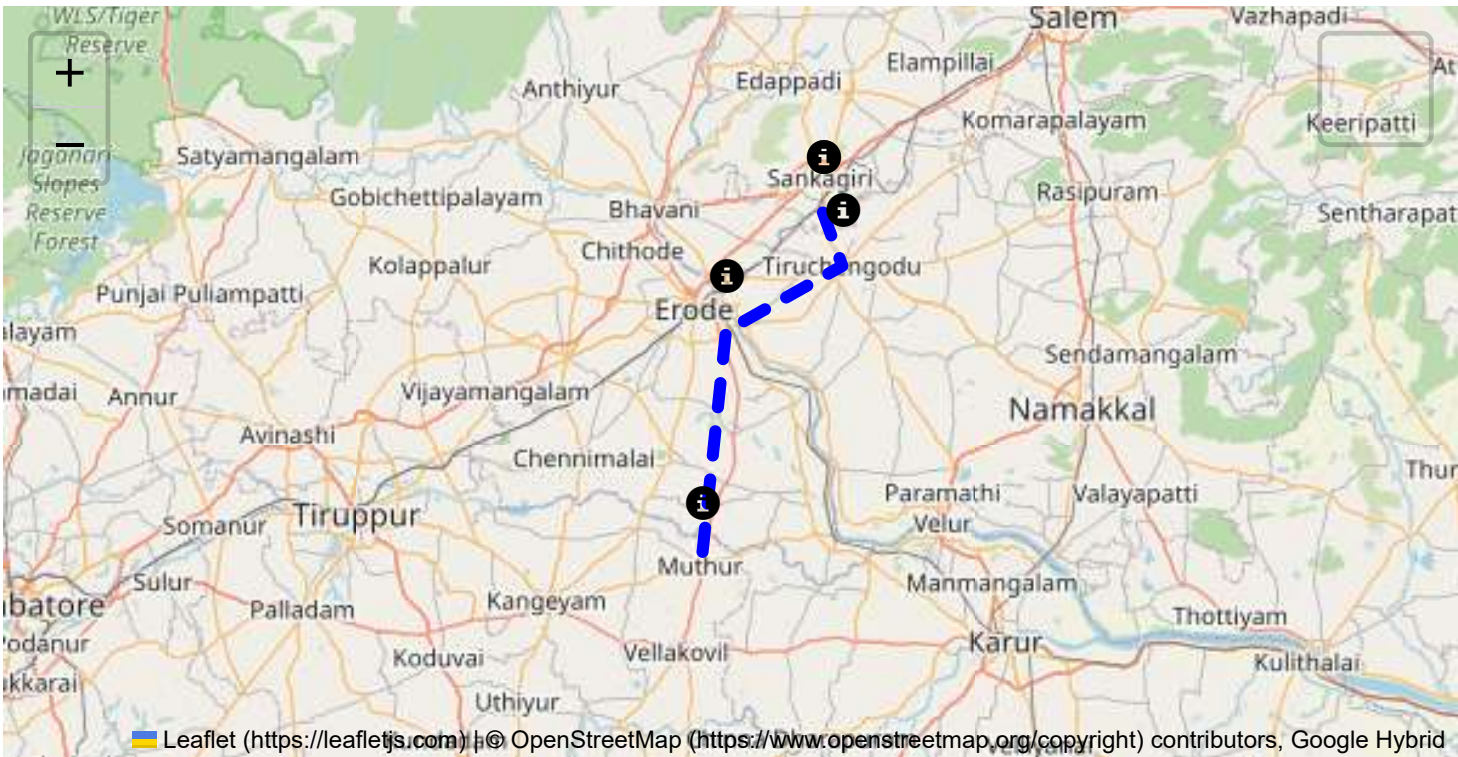 WLS/Tiger
Reserve
Salem
Vazhapadi
+
Anthiyur
Edappadi
Elampillai
At
Komarapalayam
Keeripatti
−
Jaganari
Slopes
Reserve
Forest
Satyamangalam
Gobichettipalayam
Bhavani
Sankagiri
Rasipuram
Sentharapat
Chithode
Kolappalur
Tiruchengodu
Punjai Puliampatti
Erode
alayam
Sendamangalam
madai
Annur
Vijayamangalam
Namakkal
Avinashi
Chennimalai
Thur
Paramathi
Velur
Valayapatti
Somanur
Tiruppur
Muthur
Sulur
Manmangalam
batore
Palladam
Kangeyam
Thottiyam
Podanur
Koduvai
Vellakovil
Karur
Kulithalai
ukkarai
Uthiyur
Leaflet (https://leafletjs.com) | © OpenStreetMap (https://www.openstreetmap.org/copyright) contributors, Google Hybrid